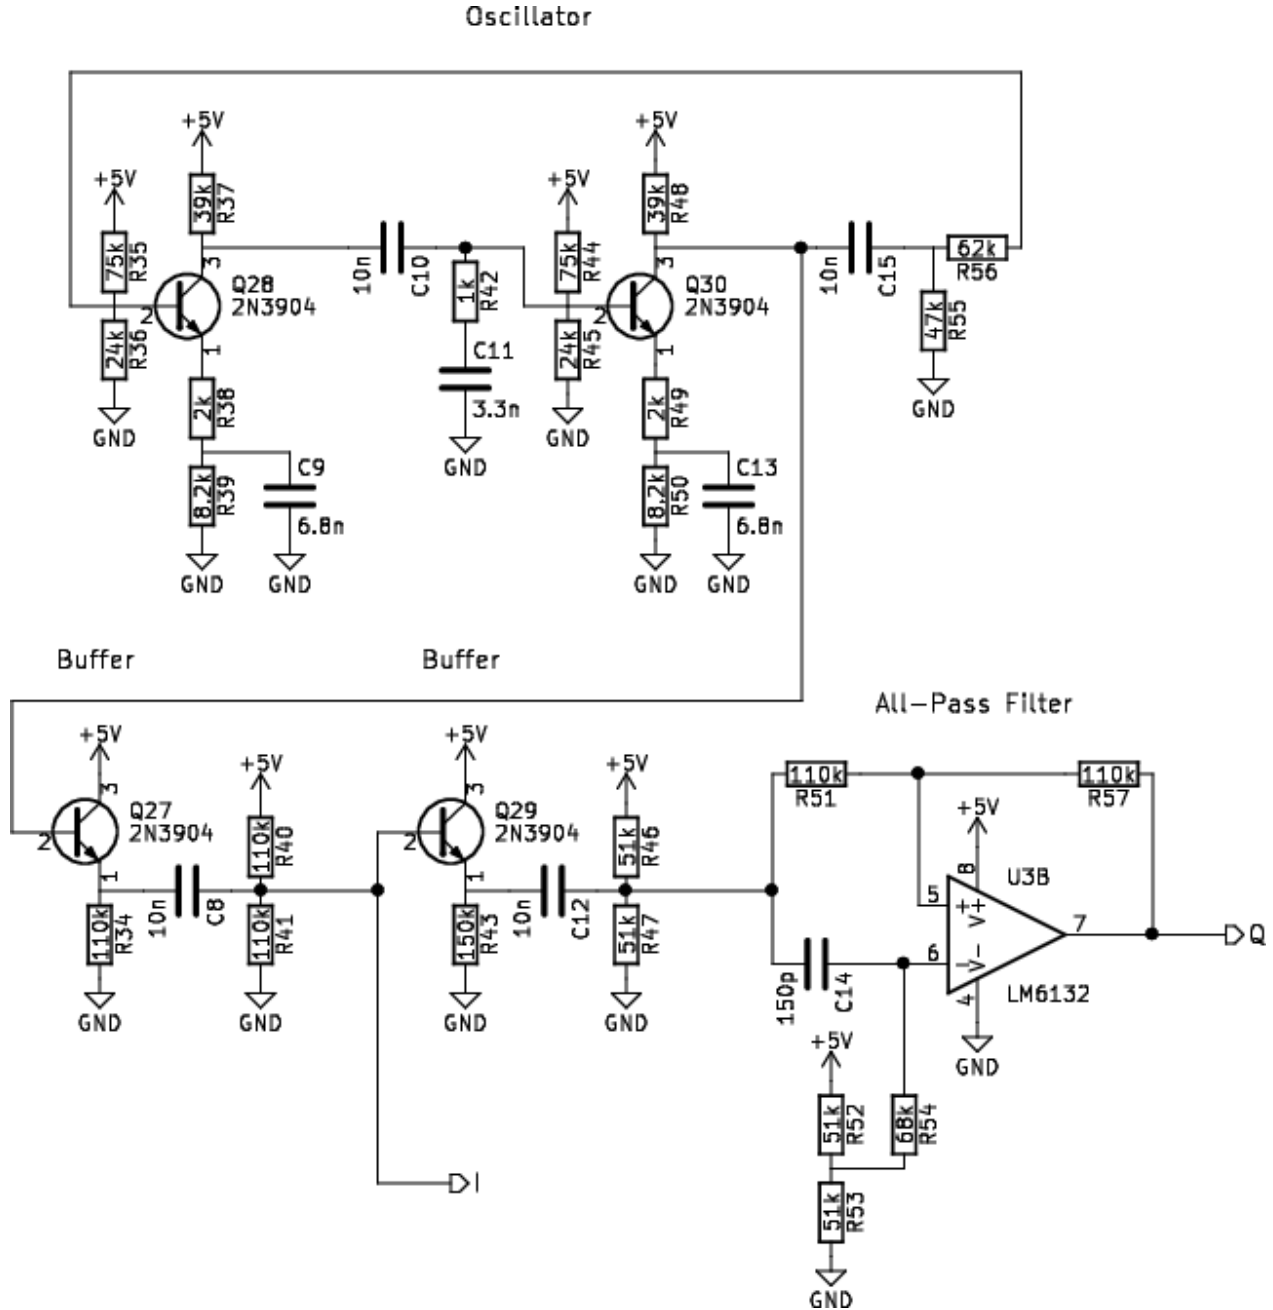 Oscillator
+5V
+5V
+5V
+5V
39k
R37
39k
R48
75k
R35
10n
C10
75k
R44
10n
C15
62k
R56
3
Q28
2N3904
2
1
1k
R42
3
Q30
2N3904
2
1
47k
R55
24k
R36
C11
3.3n
24k
R45
GND
2k
R38
GND
GND
2k
R49
GND
8.2k
R39
C9
6.8n
8.2k
R50
C13
6.8n
GND
GND
GND
GND
Buffer
Buffer
All-Pass Filter
+5V
+5V
+5V
+5V
110k
R51
110k
R57
3
Q27
2N3904
2
1
110k
R40
3
Q29
2N3904
2
1
51k
R46
+5V
8
U3B
5
+
V+
6
-
V-
7
4
LM6132
Q
110k
R34
10n
C8
110k
R41
150k
R43
10n
C12
51k
R47
150p
C14
GND
GND
GND
GND
GND
+5V
51k
R52
68k
R54
51k
R53
I
GND